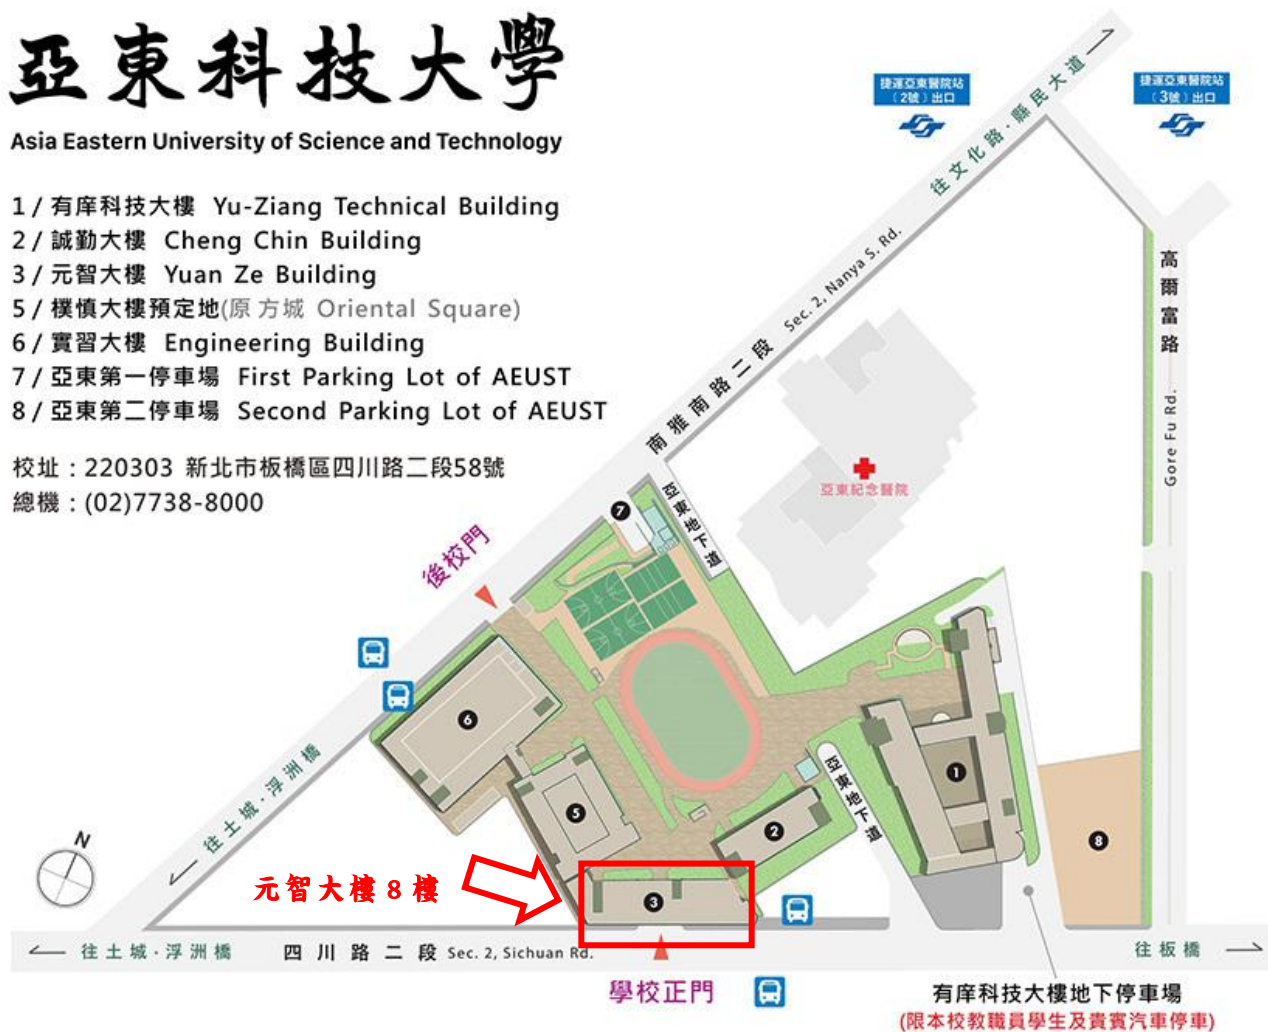 亞東科技大學
Asia Eastern University of Science and Technology
1 / 有庠科技大樓 Yu-Ziang Technical Building
2 / 誠勤大樓 Cheng Chin Building
3 / 元智大樓 Yuan Ze Building
5 / 樸慎大樓預定地(原 方城 Oriental Square)
6 / 實習大樓 Engineering Building
7 / 亞東第一停車場 First Parking Lot of AEUST
8 / 亞東第二停車場 Second Parking Lot of AEUST
校址：220303 新北市板橋區四川路二段58號
總機：(02)7738-8000
捷運亞東醫院站
（2號）出口
捷運亞東醫院站
（3號）出口
往文化路·縣民大道
南雅南路二段 Sec. 2, Nanya S. Rd.
高爾富路
Gore Fu Rd.
亞東紀念醫院
亞東地下道
後校門
7
6
5
2
1
8
3
亞東地下道
往土城·浮洲橋
N
元智大樓8樓
往土城·浮洲橋
四川路二段 Sec. 2, Sichuan Rd.
往板橋
學校正門
有庠科技大樓地下停車場
(限本校教職員學生及貴賓汽車停車)